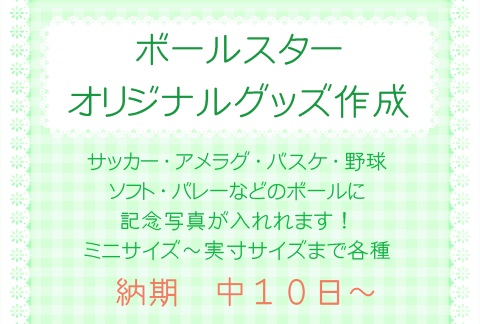 ボールスター
オリジナルグッズ作成
サッカー・アメラグ・バスケ・野球
ソフト・バレーなどのボールに
記念写真が入れれます！
ミニサイズ～実寸サイズまで各種
納期　中１０日～